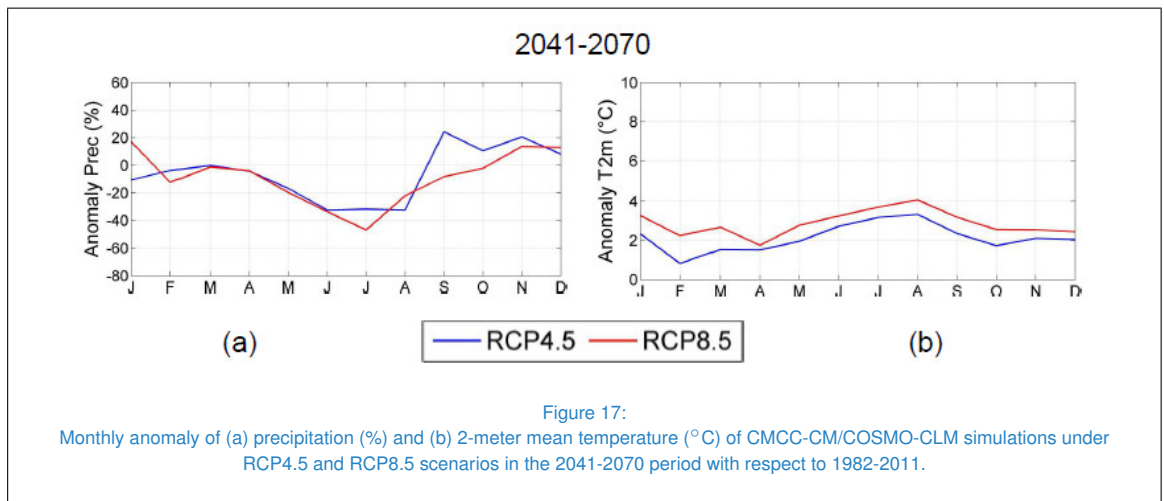 2041-2070
Anomaly Prec (%)
60
40
20
0
-20
-40
-60
-80
J F M A M J J A S O N D
Anomaly T2m (°C)
10
8
6
4
2
0
J F M A M J J A S O N D
(a)
RCP4.5 RCP8.5
(b)
Figure 17:
Monthly anomaly of (a) precipitation (%) and (b) 2-meter mean temperature (°C) of CMCC-CM/COSMO-CLM simulations under
RCP4.5 and RCP8.5 scenarios in the 2041-2070 period with respect to 1982-2011.